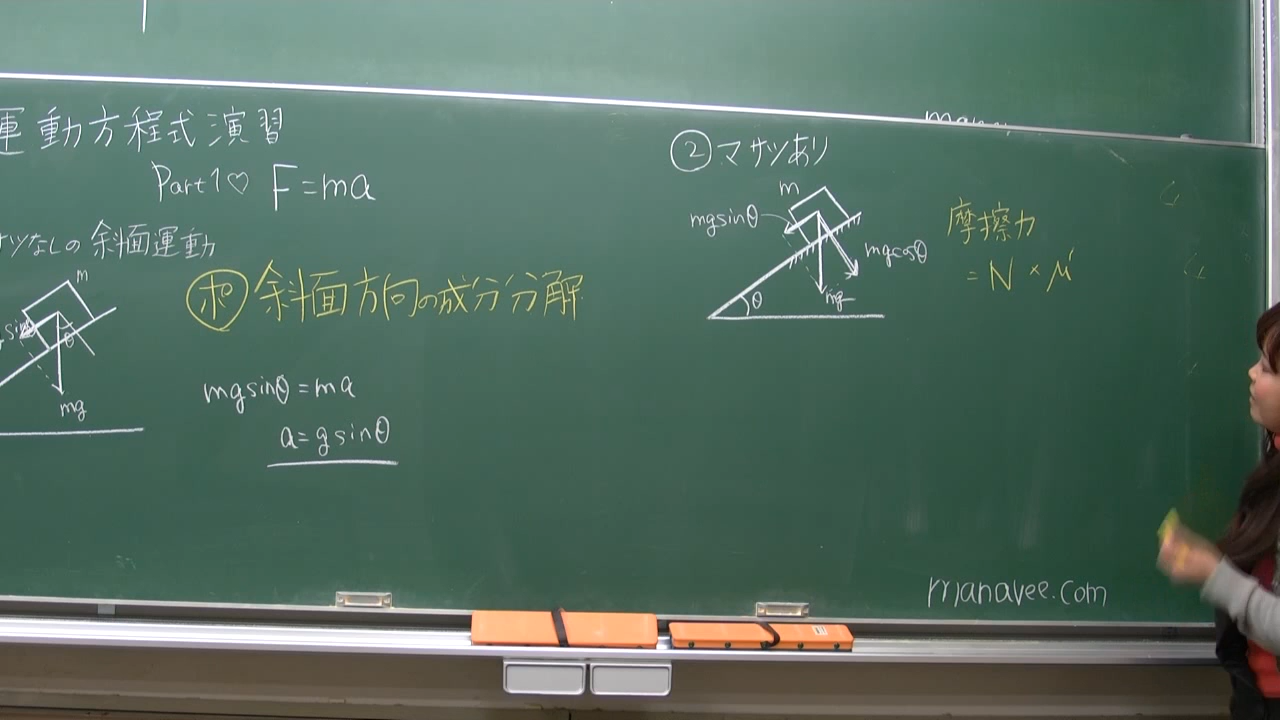 運動方程式演習
Part1♡ F=ma
ツなしの斜面運動
m
θ
mg
ポ 斜面方向の成分分解
mgsinθ=ma
a=gsinθ
② マサツあり
m
mgsinθ
mgcosθ
mg
θ
摩擦力
=N×μ'
manavee.com